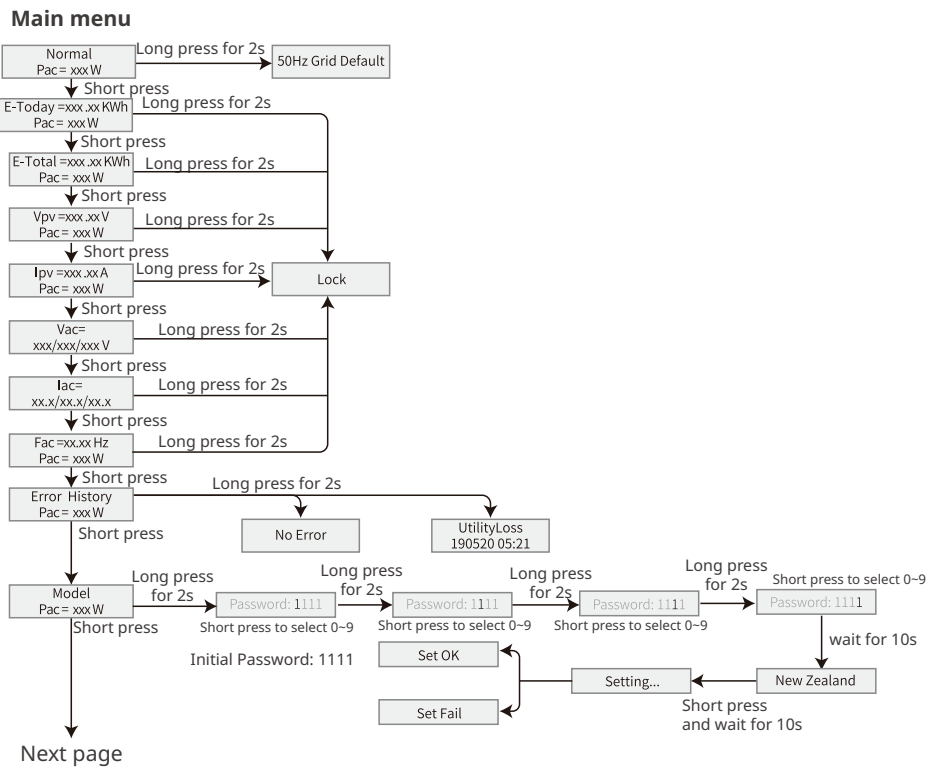 Main menu
Normal
Pac= xxx W
Long press for 2s
50Hz Grid Default
Short press
E-Today =xxx.xx KWh
Pac= xxx W
Long press for 2s
Short press
E-Total =xxx.xx KWh
Pac= xxx W
Long press for 2s
Short press
Vpv =xxx.xx V
Pac= xxx W
Long press for 2s
Short press
Ipv =xxx.xx A
Pac= xxx W
Long press for 2s
Lock
Short press
Vac=
xxx/xxx/xxx V
Long press for 2s
Short press
Iac=
xx.x/xx.x/xx.x
Long press for 2s
Short press
Fac=xx.xx Hz
Pac= xxx W
Long press for 2s
Short press
Error History
Pac= xxx W
Long press for 2s
No Error
UtilityLoss
190520 05:21
Short press
Model
Pac= xxx W
Long press
for 2s
Password: 1111
Short press to select 0~9
Long press
for 2s
Password: 1111
Short press to select 0~9
Long press
for 2s
Password: 1111
Short press to select 0~9
Long press
for 2s
Short press to select 0~9
Password: 1111
Short press
wait for 10s
Initial Password: 1111
Set OK
Setting...
New Zealand
Short press
and wait for 10s
Set Fail
Next page